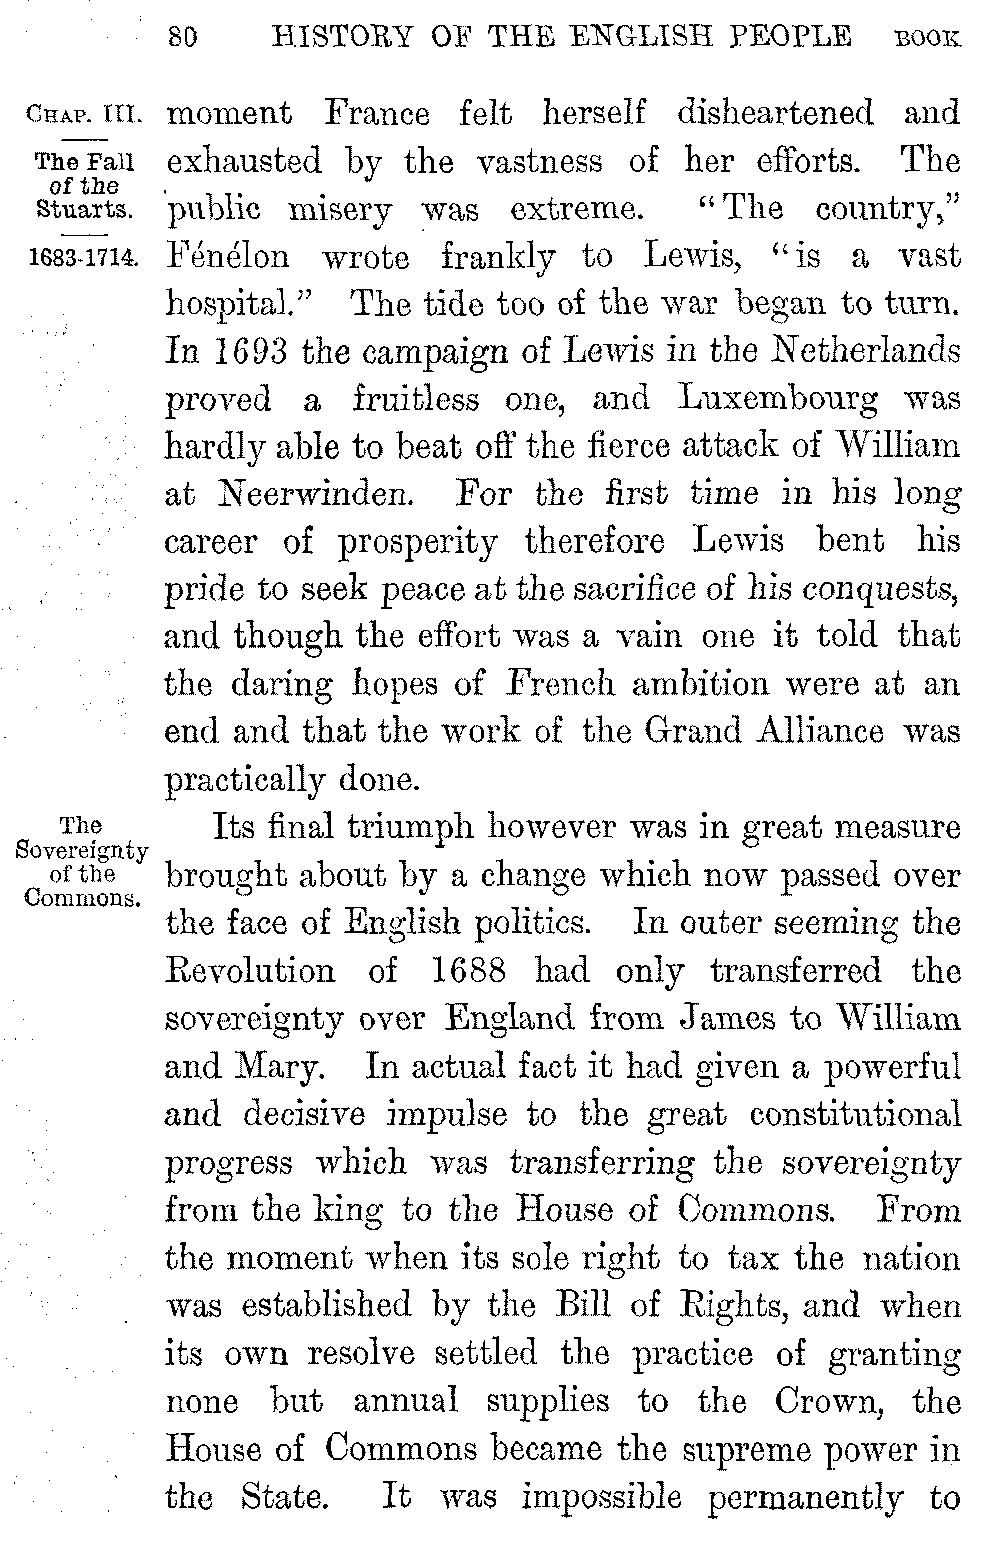 80 HISTORY OF THE ENGLISH PEOPLE BOOK
CHAP. III.
The Fall
of the
Stuarts.
1683-1714.
moment France felt herself disheartened and
exhausted by the vastness of her efforts. The
public misery was extreme. “The country,”
Fénélon wrote frankly to Lewis, “is a vast
hospital.” The tide too of the war began to turn.
In 1693 the campaign of Lewis in the Netherlands
proved a fruitless one, and Luxembourg was
hardly able to beat off the fierce attack of William
at Neerwinden. For the first time in his long
career of prosperity therefore Lewis bent his
pride to seek peace at the sacrifice of his conquests,
and though the effort was a vain one it told that
the daring hopes of French ambition were at an
end and that the work of the Grand Alliance was
practically done.
The
Sovereignty
of the
Commons.
Its final triumph however was in great measure
brought about by a change which now passed over
the face of English politics. In outer seeming the
Revolution of 1688 had only transferred the
sovereignty over England from James to William
and Mary. In actual fact it had given a powerful
and decisive impulse to the great constitutional
progress which was transferring the sovereignty
from the king to the House of Commons. From
the moment when its sole right to tax the nation
was established by the Bill of Rights, and when
its own resolve settled the practice of granting
none but annual supplies to the Crown, the
House of Commons became the supreme power in
the State. It was impossible permanently to